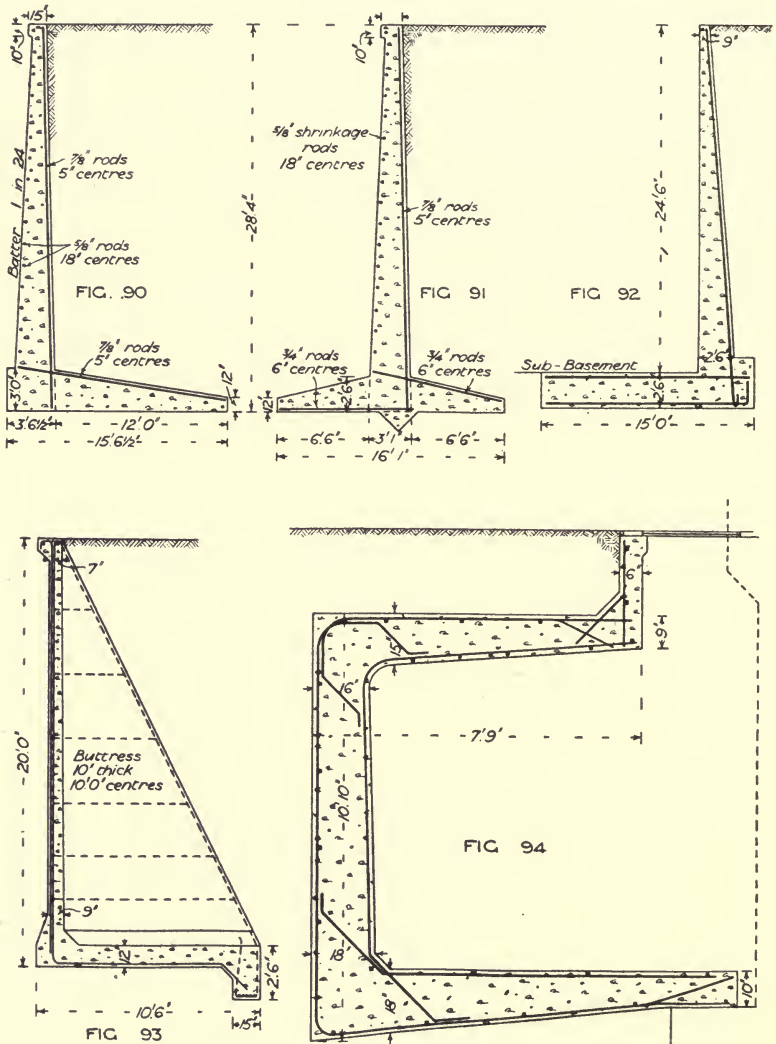 15"
10"
Batter 1 in 24
7/8" rods
5" centres
5/8" rods
18" centres
FIG. 90
7/8" rods
5" centres
12"
3'0"
3'6½"
12'0"
15'6½"
28'4"
10"
5/8" shrinkage
rods
18" centres
7/8" rods
5" centres
FIG 91
3/4" rods
6" centres
3/4" rods
6" centres
12"
2'6"
6'6"
3'1"
6'6"
16'1"
9"
24'6"
FIG 92
Sub-Basement
2'6"
2'6"
15'0"
7"
20'0"
Buttress
10" thick
10'0" centres
9"
12"
2'6"
10'6"
15"
FIG 93
6"
15"
9"
16"
7'9"
10'10"
FIG 94
18"
18"
10"